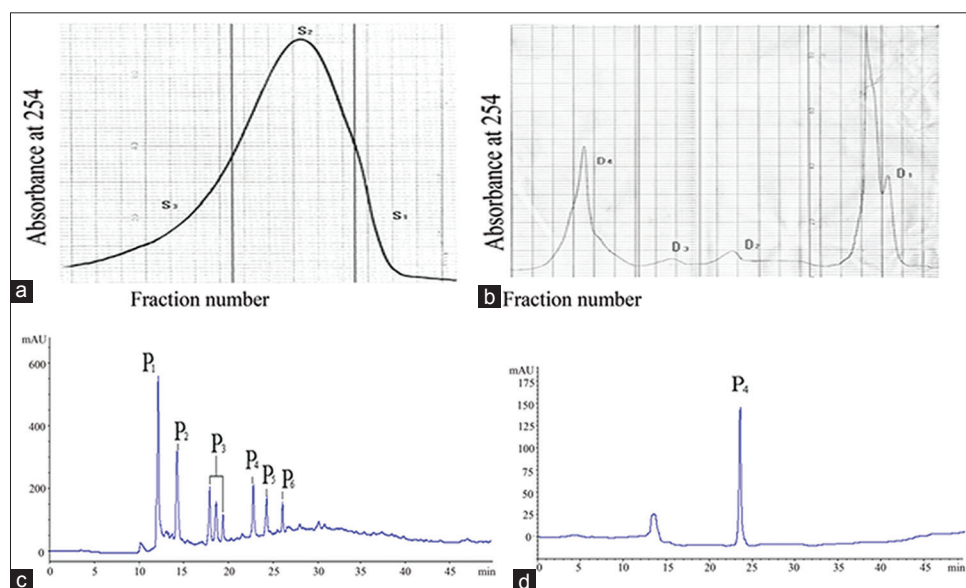 Absorbance at 254
S₂
S₃
S₁
a
Fraction number
Absorbance at 254
D₄
D₃
D₂
D₁
b
Fraction number
mAU
600
400
200
0
P₁
P₂
P₃
P₄
P₅
P₆
0 5 10 15 20 25 30 35 40 45 min
c
mAU
175
150
125
100
75
50
25
0
P₄
0 5 10 15 20 25 30 35 40 45 min
d